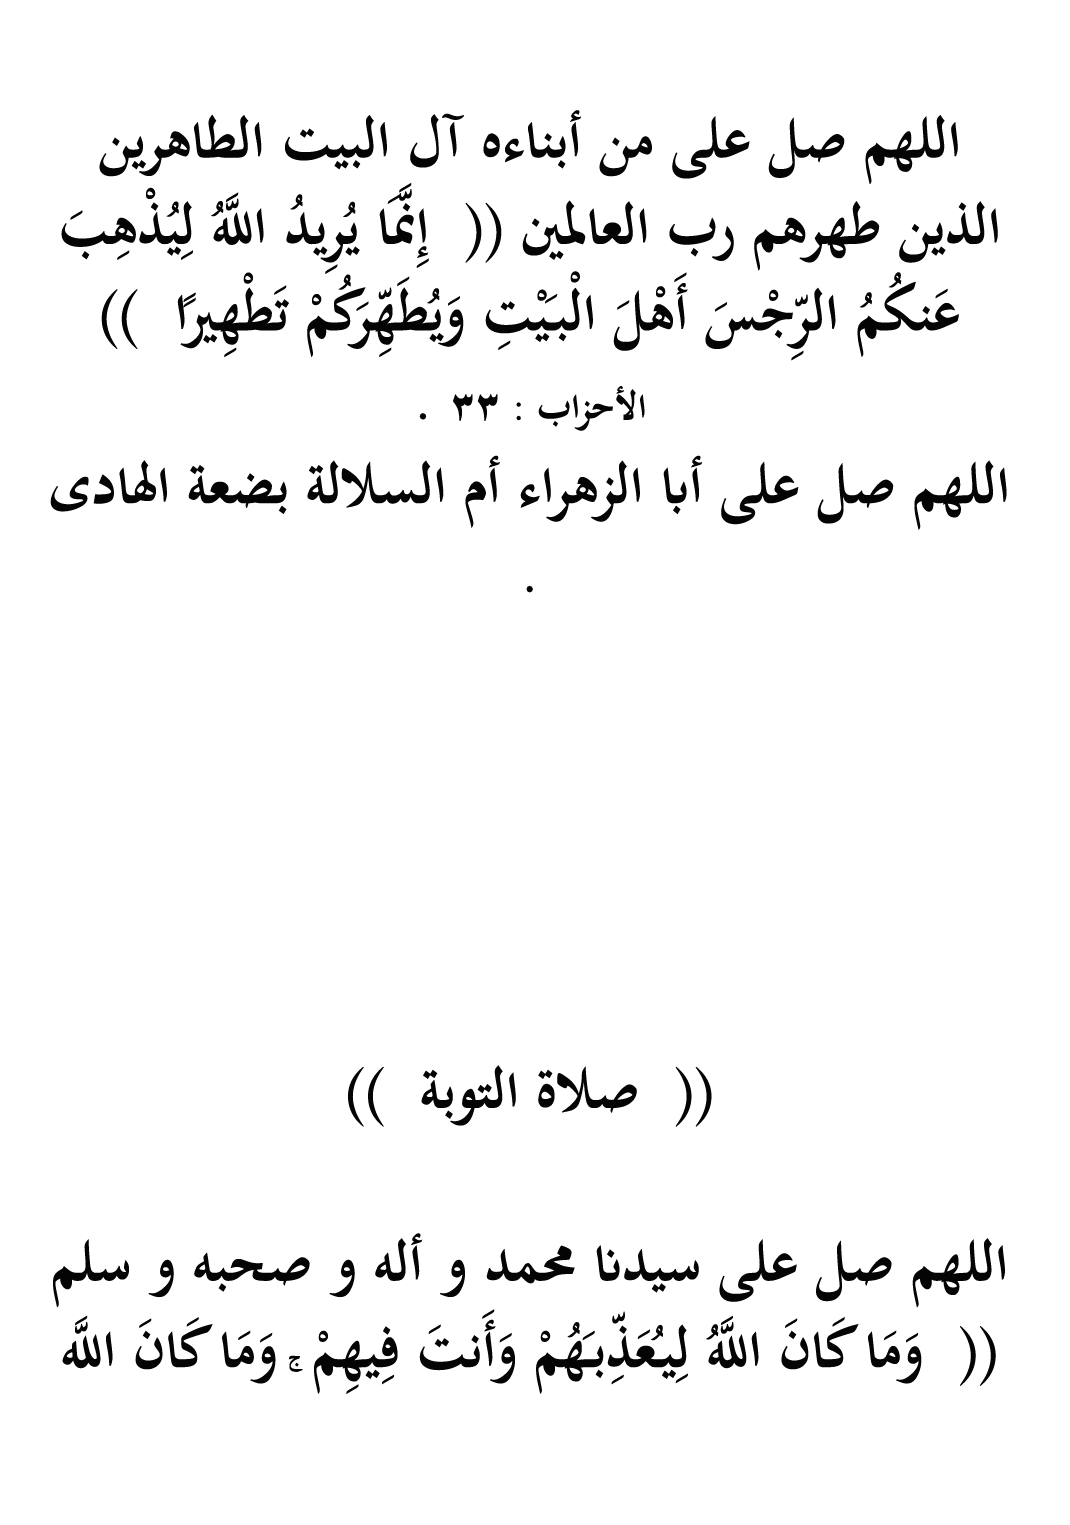 اللهم صل على من أبناءه آل البيت الطاهرين
الذين طهرهم رب العالمين (( إِنَّمَا يُرِيدُ اللَّهُ لِيُذْهِبَ
عَنكُمُ الرِّجْسَ أَهْلَ الْبَيْتِ وَيُطَهِّرَكُمْ تَطْهِيرًا ))
الأحزاب : ٣٣ .
اللهم صل على أبا الزهراء أم السلالة بضعة الهادى
.
(( صلاة التوبة ))
اللهم صل على سيدنا محمد و أله و صحبه و سلم
(( وَمَا كَانَ اللَّهُ لِيُعَذِّبَهُمْ وَأَنتَ فِيهِمْ ۚ وَمَا كَانَ اللَّه